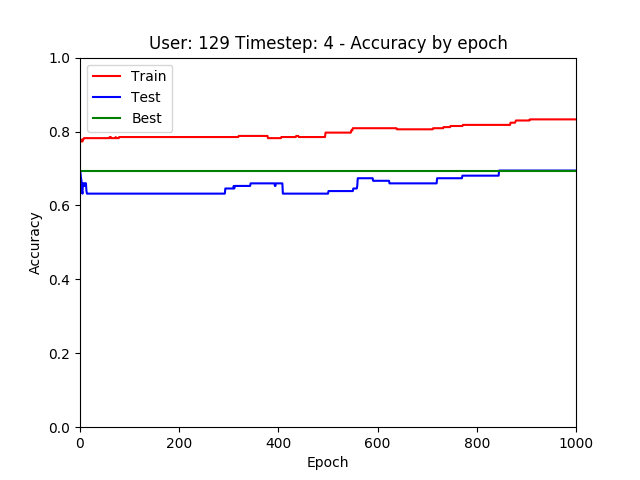 User: 129 Timestep: 4 - Accuracy by epoch
1.0
Train
Test
Best
0.8
0.6
0.4
0.2
0.0
Accuracy
0 200 400 600 800 1000
Epoch